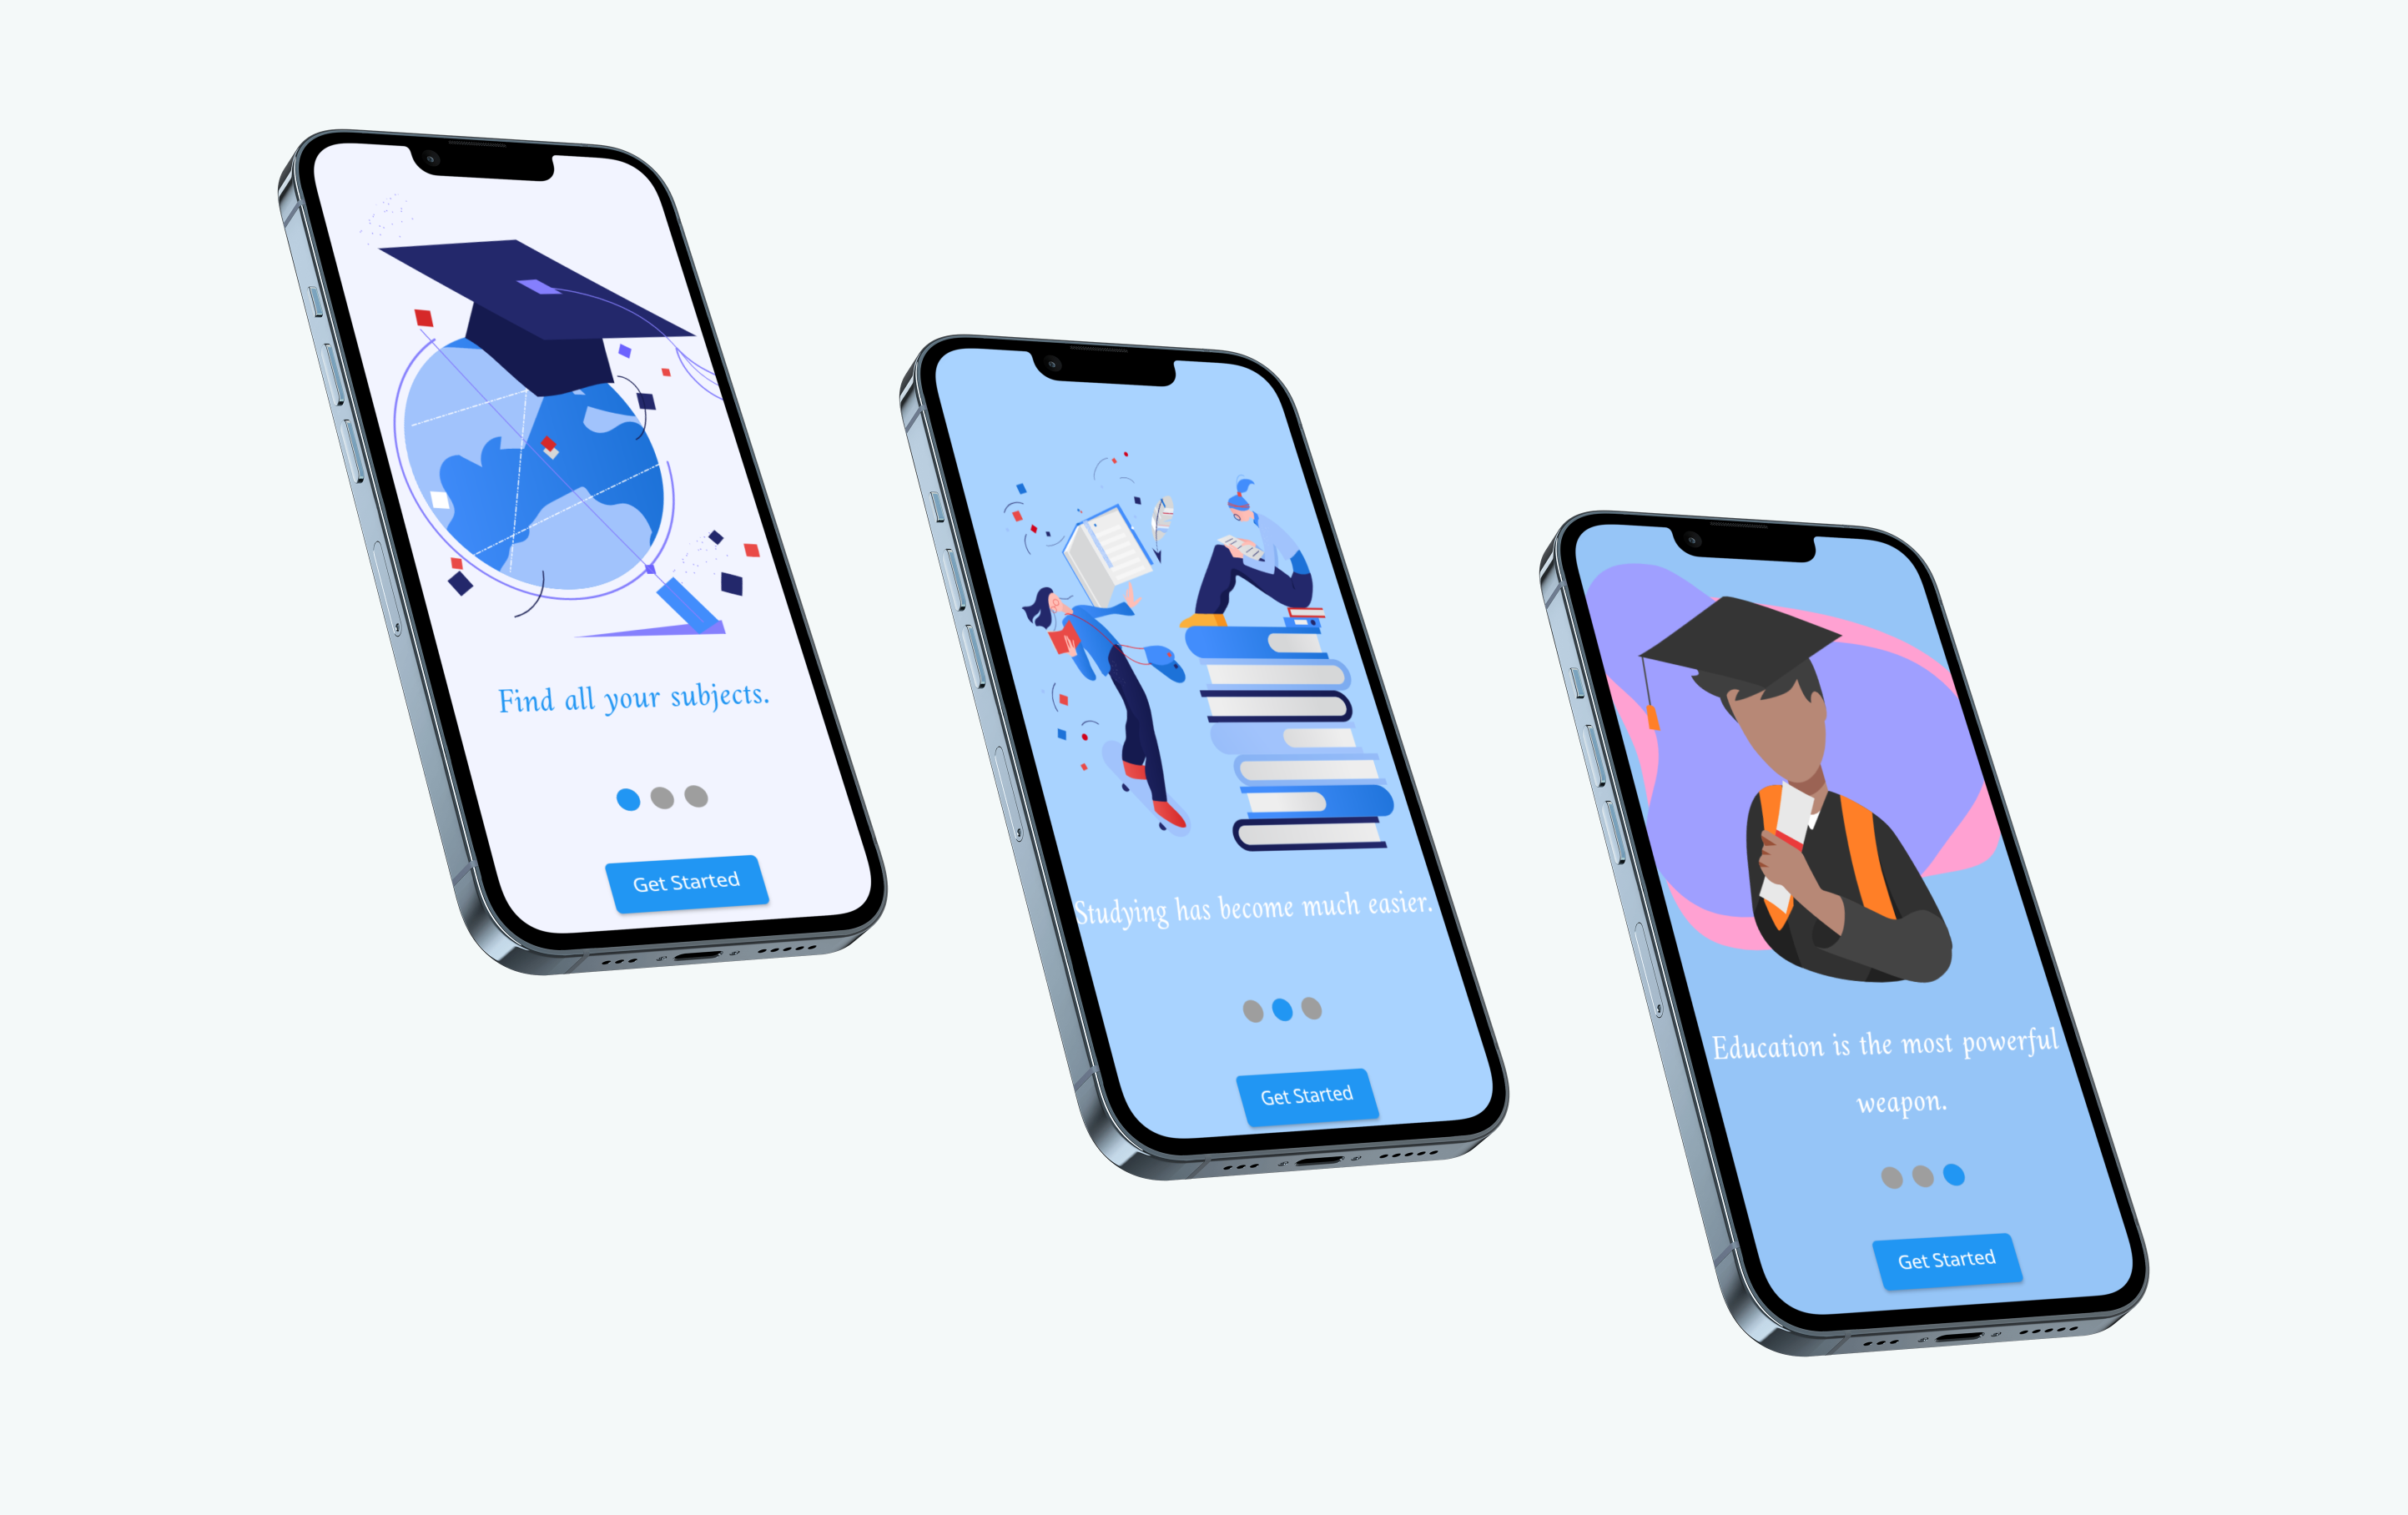 Find all your subjects.
Get Started
Studying has become much easier.
Get Started
Education is the most powerful
weapon.
Get Started